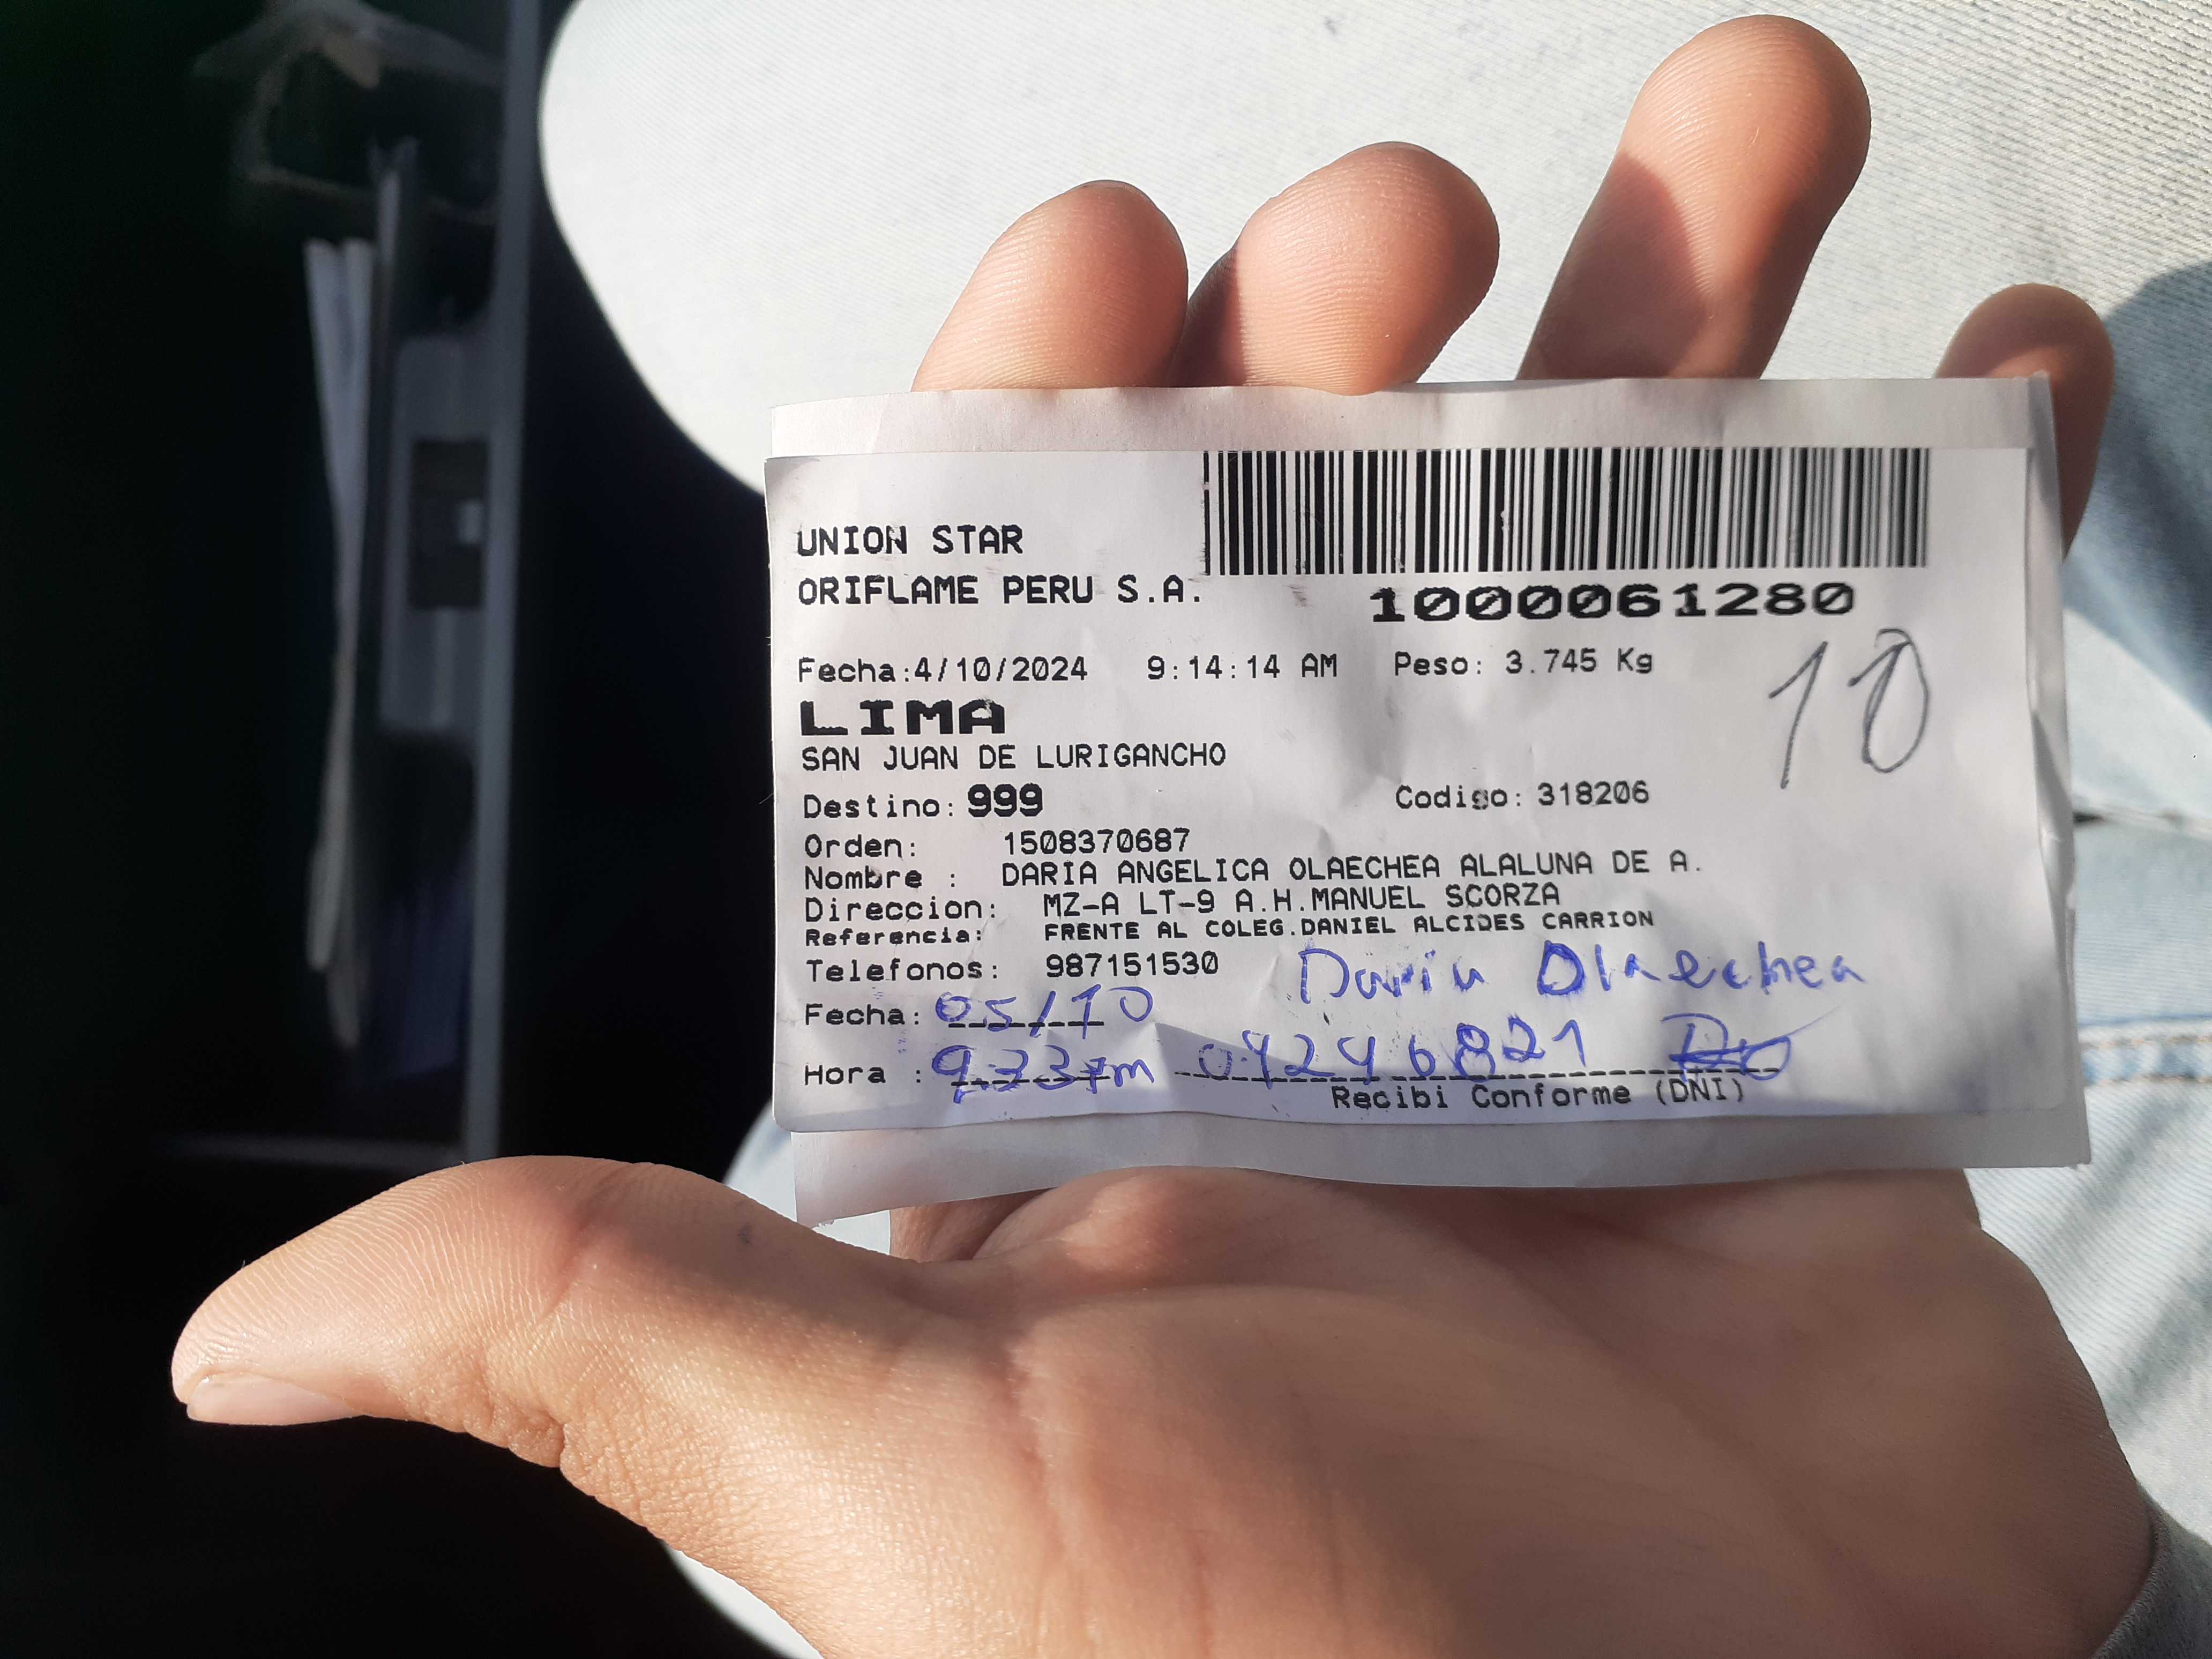 UNION STAR
ORIFLAME PERU S.A.
1000061280
Fecha:4/10/2024 9:14:14 AM Peso: 3.745 Kg
10
LIMA
SAN JUAN DE LURIGANCHO
Destino: 999 Codigo: 318206
Orden: 1508370687
Nombre : DARIA ANGELICA OLAECHEA ALALUNA DE A.
Direccion: MZ-A LT-9 A.H.MANUEL SCORZA
Referencia: FRENTE AL COLEG.DANIEL ALCIDES CARRION
Telefonos: 987151530 Daria Olaechea
Fecha: 05/10
Hora :
Recibi Conforme (DNI)